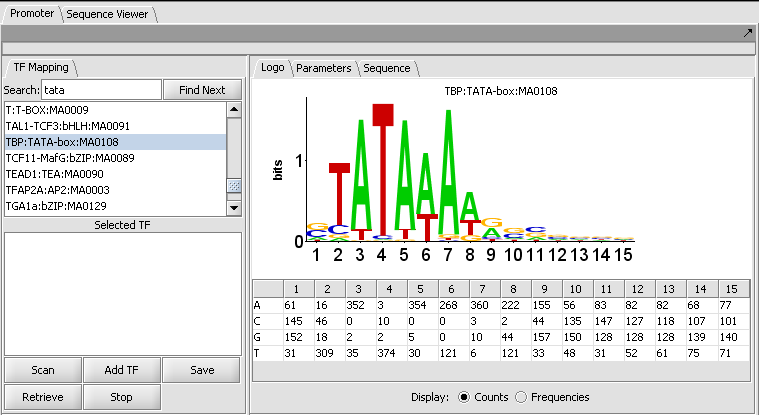 Promoter Sequence Viewer
TF Mapping
Search: tata Find Next
T:T-BOX:MA0009
TAL1-TCF3:bHLH:MA0091
TBP:TATA-box:MA0108
TCF11-MafG:bZIP:MA0089
TEAD1:TEA:MA0090
TFAP2A:AP2:MA0003
TGA1a:bZIP:MA0129
Selected TF
Scan Add TF Save
Retrieve Stop
Logo Parameters Sequence
TBP:TATA-box:MA0108
bits
1
0
TATAAAA
1 2 3 4 5 6 7 8 9 10 11 12 13 14 15
1 2 3 4 5 6 7 8 9 10 11 12 13 14 15
A 61 16 352 3 354 268 360 222 155 56 83 82 82 68 77
C 145 46 0 10 0 0 3 2 44 135 147 127 118 107 101
G 152 18 2 2 5 0 10 44 157 150 128 128 128 139 140
T 31 309 35 374 30 121 6 121 33 48 31 52 61 75 71
Display: Counts Frequencies